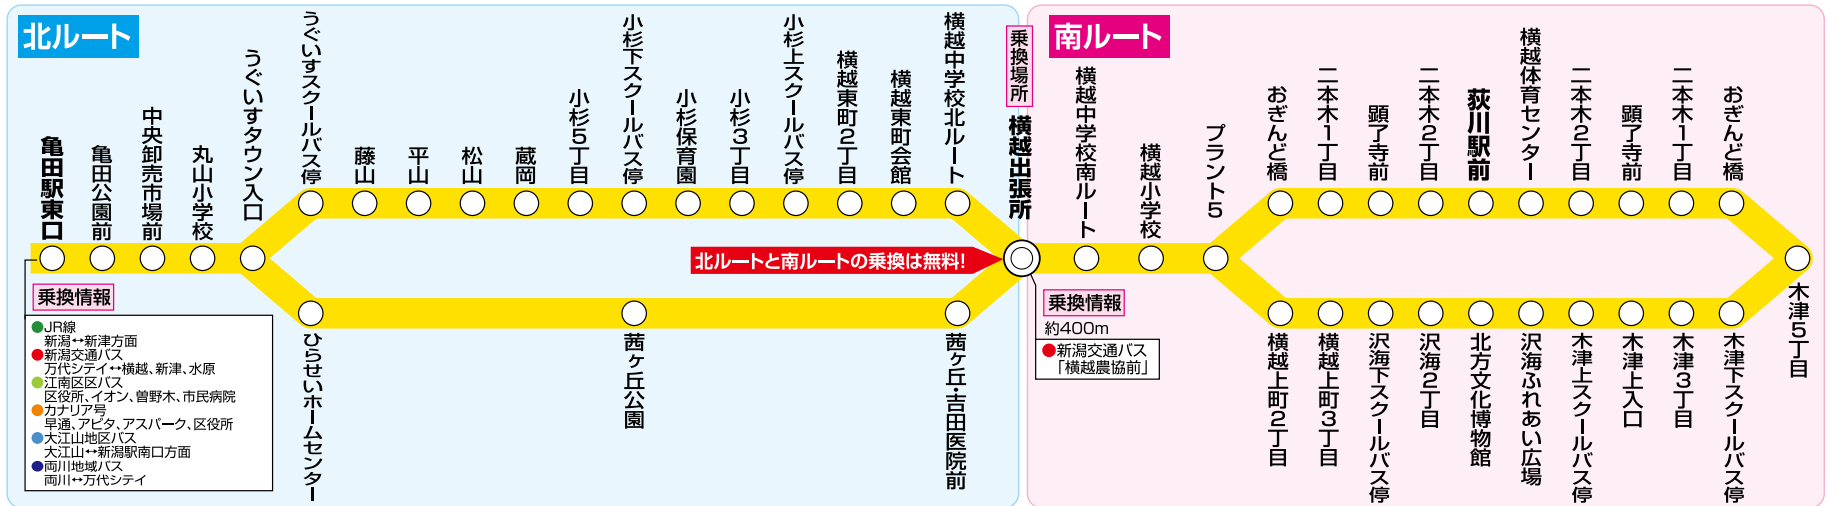 北ルート
亀田駅東口
亀田公園前
中央卸売市場前
丸山小学校
うぐいすタウン入口
うぐいすスクールバス停
藤山
平山
松山
蔵岡
小杉5丁目
小杉下スクールバス停
小杉保育園
小杉3丁目
小杉上スクールバス停
横越東町2丁目
横越東町会館
横越中学校北ルート
ひらせいホームセンター
茜ヶ丘公園
茜ヶ丘・吉田医院前
北ルートと南ルートの乗換は無料!
乗換情報
●JR線
新潟↔新津方面
●新潟交通バス
万代シテイ↔横越、新津、水原
●江南区区バス
区役所、イオン、曽野木、市民病院
●カナリア号
早通、アピタ、アスパーク、区役所
●大江山地区バス
大江山↔新潟駅南口方面
●両川地域バス
両川↔万代シテイ
乗換場所
横越出張所
南ルート
横越中学校南ルート
横越小学校
プラント5
おぎんど橋
二本木1丁目
顕了寺前
二本木2丁目
荻川駅前
横越体育センター
二本木2丁目
顕了寺前
二本木1丁目
おぎんど橋
木津5丁目
横越上町2丁目
横越上町3丁目
沢海下スクールバス停
沢海2丁目
北方文化博物館
沢海ふれあい広場
木津上スクールバス停
木津上入口
木津3丁目
木津下スクールバス停
乗換情報
約400m
●新潟交通バス
「横越農協前」